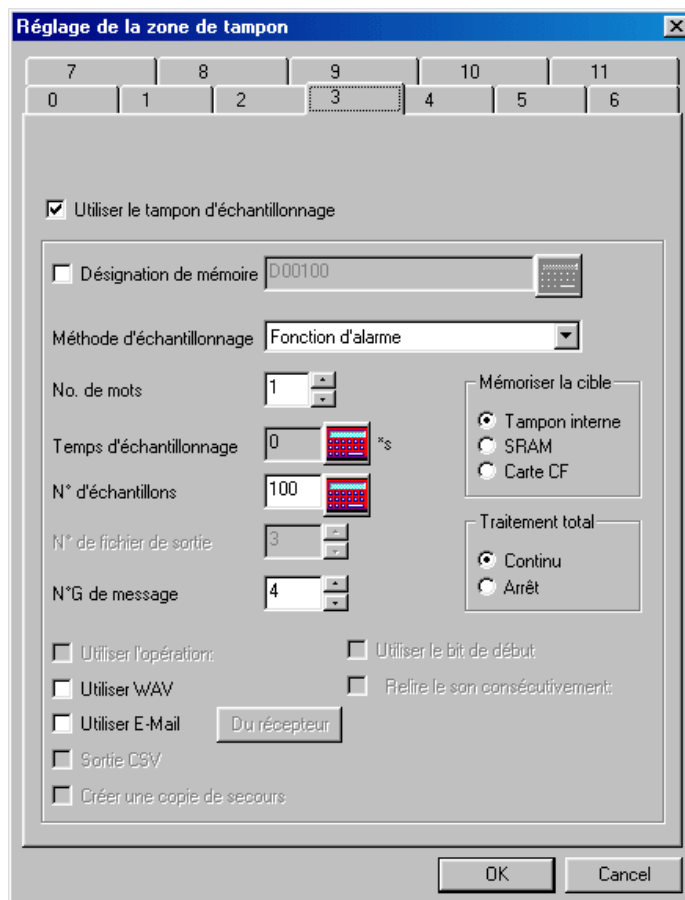 Réglage de la zone de tampon
7 8 9 10 11
0 1 2 3 4 5 6
Utiliser le tampon d'échantillonnage
Désignation de mémoire D00100
Méthode d'échantillonnage Fonction d'alarme
No. de mots 1
Temps d'échantillonnage 0 *s
N° d'échantillons 100
N° de fichier de sortie 3
N°G de message 4
Mémoriser la cible
Tampon interne
SRAM
Carte CF
Traitement total
Continu
Arrêt
Utiliser l'opération: Utiliser le bit de début
Utiliser WAV Relire le son consécutivement:
Utiliser E-Mail Du récepteur
Sortie CSV
Créer une copie de secours
OK Cancel